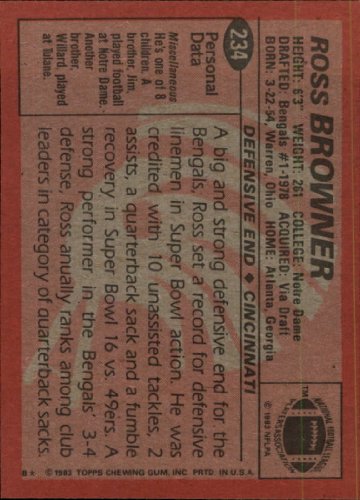 ROSS BROWNER
HEIGHT: 6'3" WEIGHT: 261 COLLEGE: Notre Dame
DRAFTED: Bengals #1-1978 ACQUIRED: Via Draft
BORN: 3-22-54, Warren, Ohio HOME: Atlanta, Georgia
234
DEFENSIVE END ♦ CINCINNATI
Personal
Data
Miscellaneous
He's one of 8
children. A
brother, Jim,
played football
at Notre Dame.
Another
brother,
Willard, played
at Tulane.
A big and strong defensive end for the
Bengals, Ross set a record for defensive
linemen in Super Bowl action. He was
credited with 10 unassisted tackles, 2
assists, a quarterback sack and a fumble
recovery in Super Bowl 16 vs. 49ers. A
strong performer in the Bengals' 3-4
defense, Ross anually ranks among club
leaders in category of quarterback sacks.
TM
©1983 NFLPA
B★ ©1983 TOPPS CHEWING GUM, INC. PRTD. IN U.S.A.